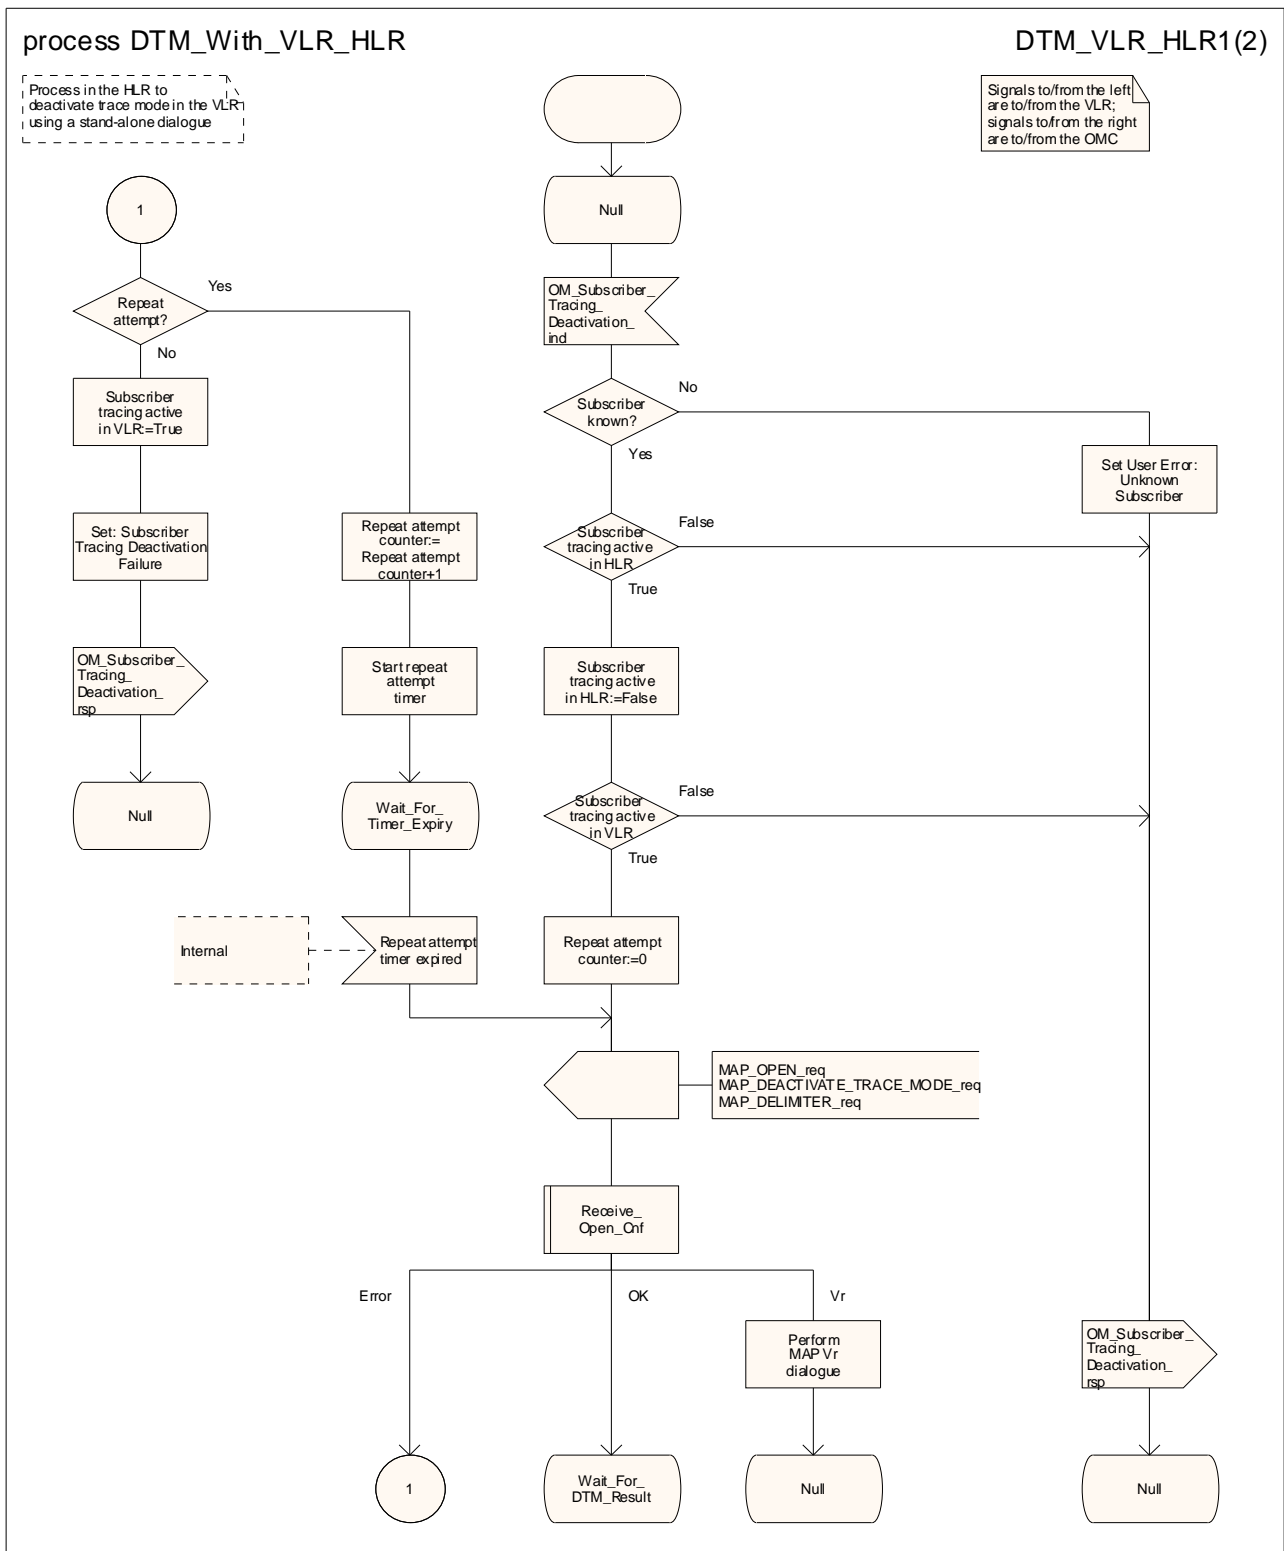 process DTM_With_VLR_HLR
DTM_VLR_HLR1(2)
Process in the HLR to
deactivate trace mode in the VLR
using a stand-alone dialogue
Signals to/from the left
are to/from the VLR;
signals to/from the right
are to/from the OMC
1
Repeat
attempt?
Yes
No
Subscriber
tracing active
in VLR:=True
Set: Subscriber
Tracing Deactivation
Failure
OM_Subscriber_
Tracing_
Deactivation_
rsp
Null
Repeat attempt
counter:=
Repeat attempt
counter+1
Start repeat
attempt
timer
Wait_For_
Timer_Expiry
Internal
Repeat attempt
timer expired
Null
OM_Subscriber_
Tracing_
Deactivation_
ind
Subscriber
known?
No
Yes
Set User Error:
Unknown
Subscriber
Subscriber
tracing active
in HLR
False
True
Subscriber
tracing active
in HLR:=False
Subscriber
tracing active
in VLR
False
True
Repeat attempt
counter:=0
MAP_OPEN_req
MAP_DEACTIVATE_TRACE_MODE_req
MAP_DELIMITER_req
Receive_
Open_Cnf
Error
OK
Vr
Perform
MAP Vr
dialogue
OM_Subscriber_
Tracing_
Deactivation_
rsp
1
Wait_For_
DTM_Result
Null
Null